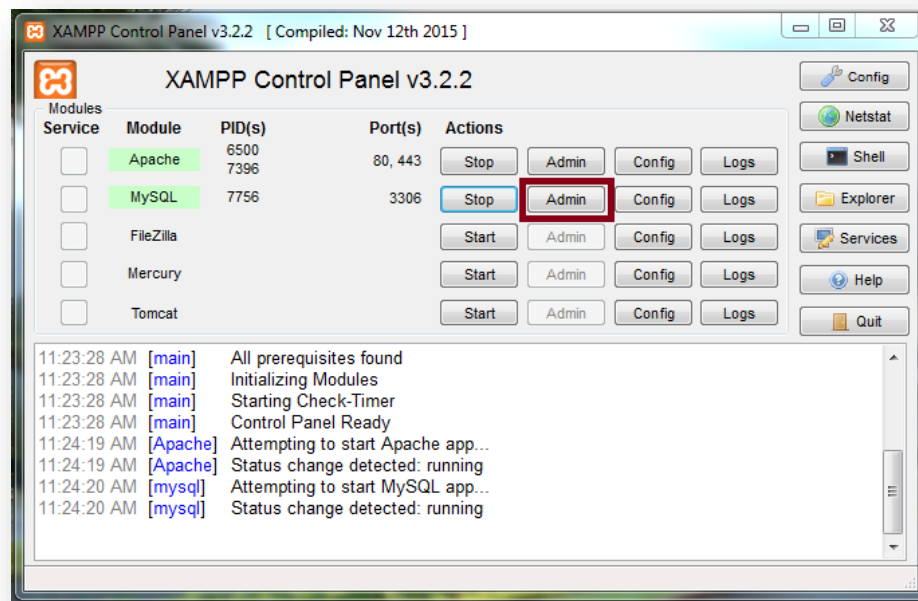 XAMPP Control Panel v3.2.2 [ Compiled: Nov 12th 2015 ]
XAMPP Control Panel v3.2.2
Config
Modules
Service Module PID(s) Port(s) Actions
Netstat
Apache 6500 7396 80, 443 Stop Admin Config Logs
Shell
MySQL 7756 3306 Stop Admin Config Logs
Explorer
FileZilla Start Admin Config Logs
Services
Mercury Start Admin Config Logs
Help
Tomcat Start Admin Config Logs
Quit
11:23:28 AM [main] All prerequisites found
11:23:28 AM [main] Initializing Modules
11:23:28 AM [main] Starting Check-Timer
11:23:28 AM [main] Control Panel Ready
11:24:19 AM [Apache] Attempting to start Apache app...
11:24:19 AM [Apache] Status change detected: running
11:24:20 AM [mysql] Attempting to start MySQL app...
11:24:20 AM [mysql] Status change detected: running